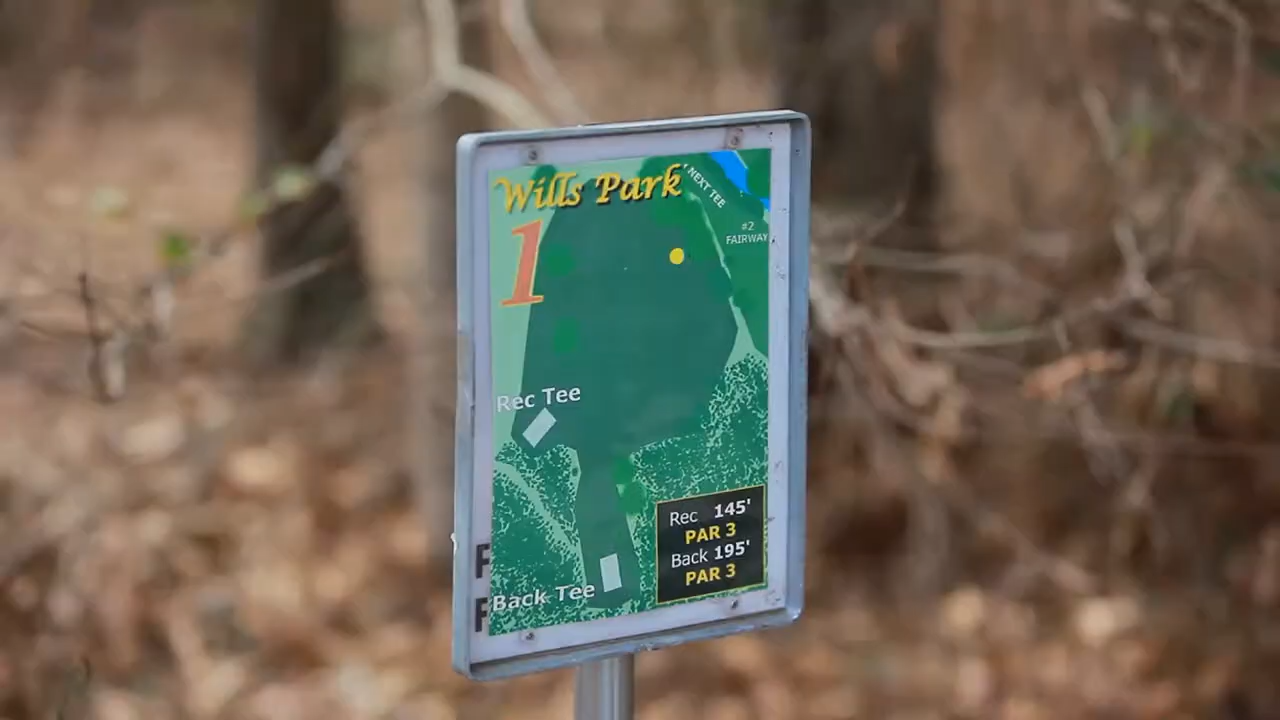 Wills Park
NEXT TEE
1
#2
FAIRWAY
Rec Tee
Rec 145'
PAR 3
Back 195'
PAR 3
Back Tee